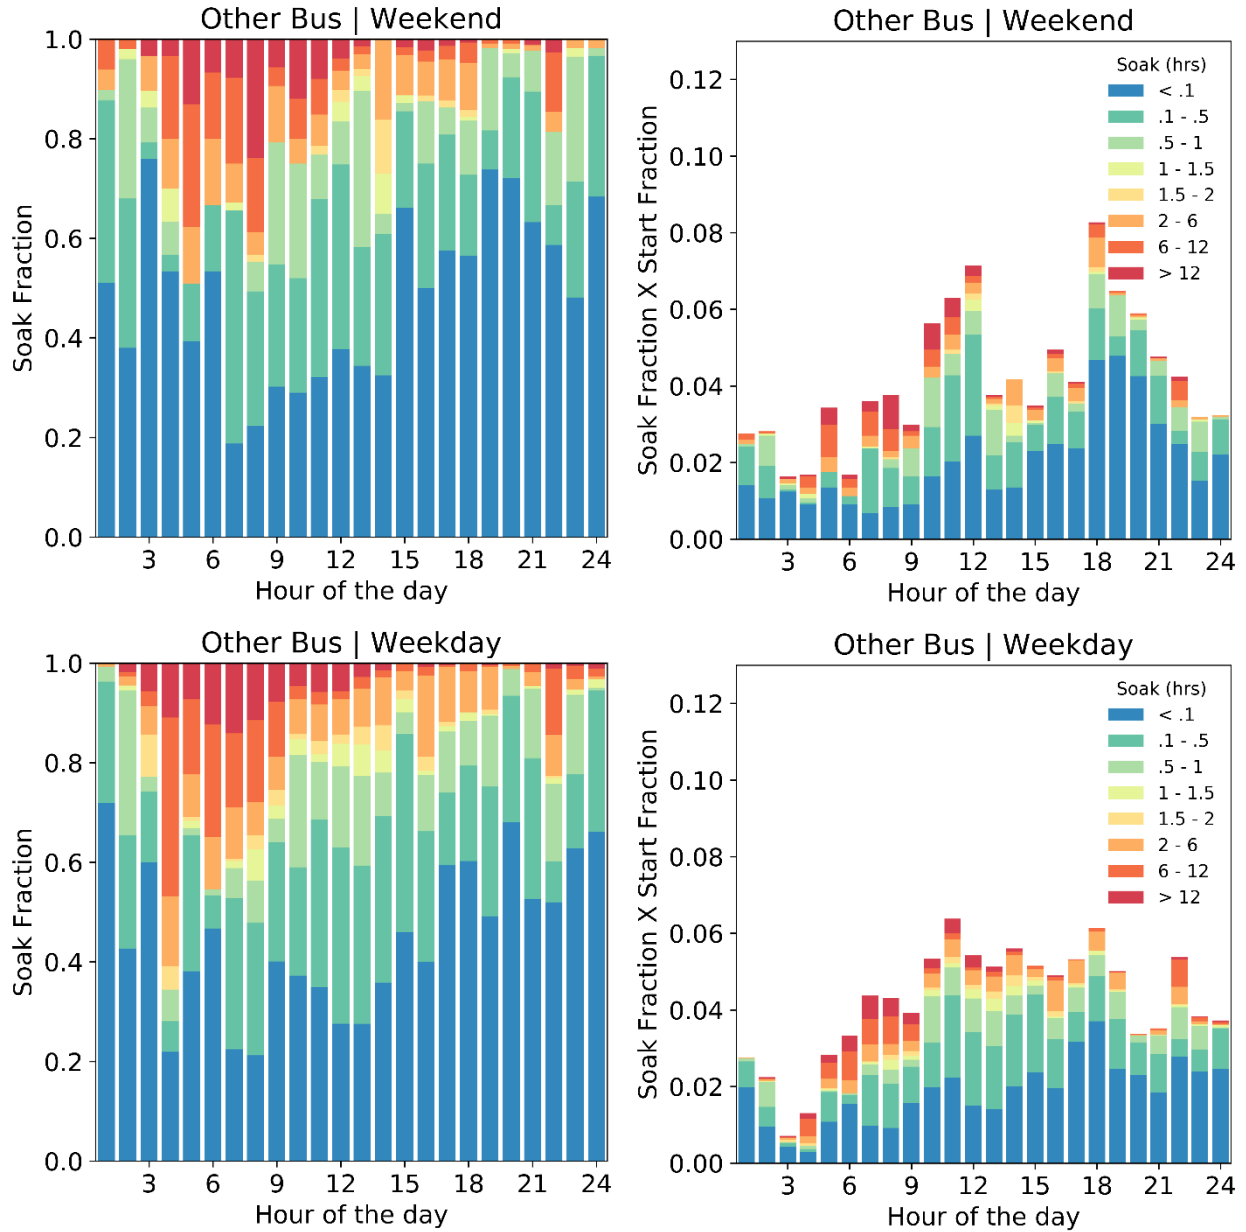 Other Bus | Weekend
Soak Fraction
1.0
0.8
0.6
0.4
0.2
0.0
3 6 9 12 15 18 21 24
Hour of the day
Other Bus | Weekend
Soak Fraction X Start Fraction
0.12
0.10
0.08
0.06
0.04
0.02
0.00
Soak (hrs)
< .1
.1 - .5
.5 - 1
1 - 1.5
1.5 - 2
2 - 6
6 - 12
> 12
3 6 9 12 15 18 21 24
Hour of the day
Other Bus | Weekday
Soak Fraction
1.0
0.8
0.6
0.4
0.2
0.0
3 6 9 12 15 18 21 24
Hour of the day
Other Bus | Weekday
Soak Fraction X Start Fraction
0.12
0.10
0.08
0.06
0.04
0.02
0.00
Soak (hrs)
< .1
.1 - .5
.5 - 1
1 - 1.5
1.5 - 2
2 - 6
6 - 12
> 12
3 6 9 12 15 18 21 24
Hour of the day